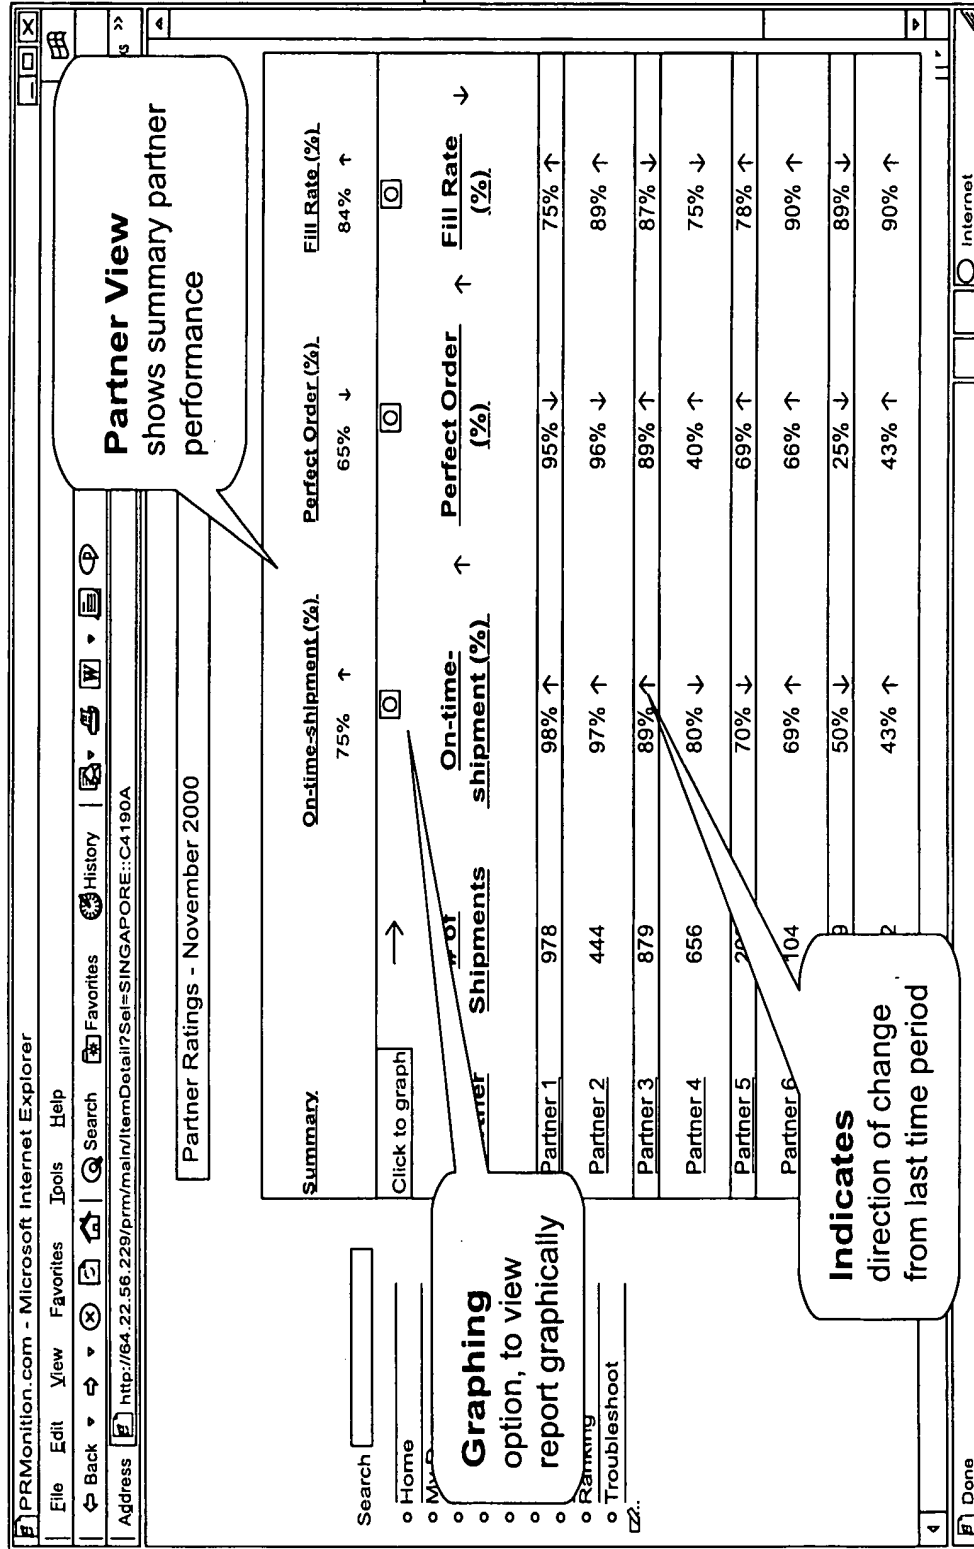 PRMonition.com - Microsoft Internet Explorer
File Edit View Favorites Tools Help
Back Search Favorites History
Address http://64.22.56.229/prm/main/ItemDetail?Sel=SINGAPORE::C4190A
Partner View
shows summary partner
performance
Partner Ratings - November 2000
Search
Home
Ranking
Troubleshoot
Summary On-time-shipment (%) Perfect Order (%) Fill Rate (%)
75% ↑ 65% ↓ 84% ↑
Click to graph →
# of Shipments On-time-shipment (%) ↑ Perfect Order (%) ↑ Fill Rate (%) ↓
Partner 1 978 98% ↑ 95% ↓ 75% ↑
Partner 2 444 97% ↑ 96% ↓ 89% ↑
Partner 3 879 89% ↑ 89% ↑ 87% ↓
Partner 4 656 80% ↓ 40% ↑ 75% ↓
Partner 5 70% ↓ 69% ↑ 78% ↑
Partner 6 104 69% ↑ 66% ↑ 90% ↑
50% ↓ 25% ↓ 89% ↓
43% ↑ 43% ↑ 90% ↑
Graphing
option, to view
report graphically
Indicates
direction of change
from last time period
Done Internet